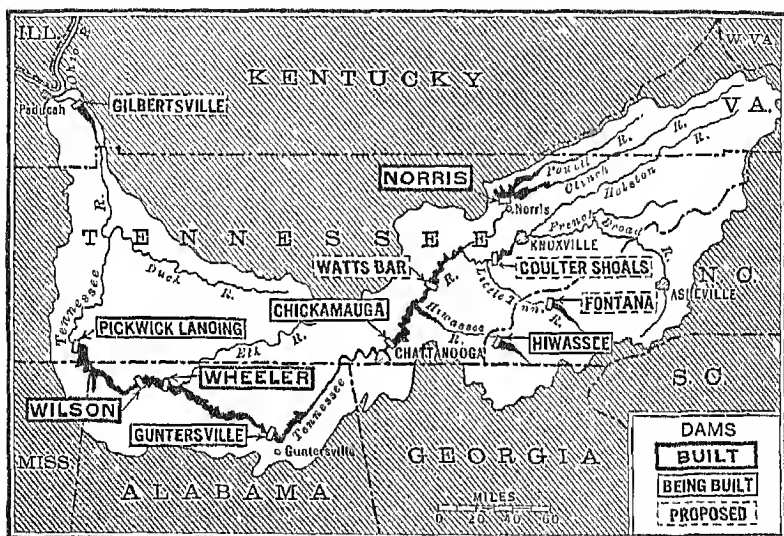 ILL.
Ohio R.
KENTUCKY
W. VA.
Paducah
GILBERTSVILLE
VA.
Powell R.
Clinch R.
Holston R.
NORRIS
Norris
R.
TENNESSEE
French Broad R.
KNOXVILLE
N.C.
WATTS BAR
R.
COULTER SHOALS
Duck R.
Little Tenn. R.
ASHEVILLE
CHICKAMAUGA
FONTANA
Tennessee
Hiwassee R.
PICKWICK LANDING
Elk R.
HIWASSEE
CHATTANOOGA
WHEELER
S.C.
WILSON
Tennessee
DAMS
GUNTERSVILLE
BUILT
Guntersville
GEORGIA
BEING BUILT
MISS.
MILES
PROPOSED
ALABAMA
0 20 40 60